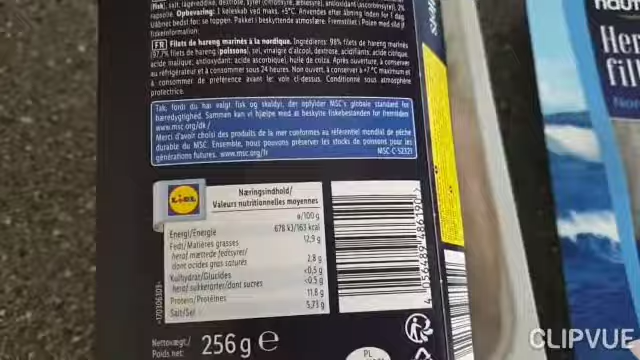 (fisk), salt, lageredikke, dextrose, syrer (citronsyre, æblesyre), antioxidant (ascorbinsyre), 2%
rapsolie. Opbevaring: I køleskab ved maks. +5°C. Anvendes efter åbning inden for 1 dag.
bedst før: se toppen. Pakket i beskyttende atmosfære. Fremstillet i Polen med sild
FR Filets de hareng marinés à la nordique. Ingrédients: 98% filets de hareng marinés
(97,7% filets de hareng (poissons), sel, vinaigre d'alcool, dextrose, acidifiants: acide citrique,
acide malique; antioxydant: acide ascorbique), huile de colza. Après ouverture, à conserver
au réfrigérateur et à consommer sous 24 heures. Non ouvert, à conserver à +7 °C maximum et
à consommer de préférence avant le: voir ci-dessus. Conditionné sous atmosphère
protectrice.
Tak, fordi du har valgt fisk og skaldyr, der opfylder MSC's globale standard for
bæredygtighed. Sammen kan vi hjælpe med at beskytte fiskebestanden for fremtiden
www.msc.org/dk/
Merci d'avoir choisi des produits de la mer conformes au référentiel mondial de pêche
durable du MSC. Ensemble, nous pouvons préserver les stocks de poissons pour les
générations futures. www.msc.org/fr MSC-C-52321
LIDL
Næringsindhold/
Valeurs nutritionnelles moyennes
ø/100 g
Energi/Énergie 678 kJ/163 kcal
Fedt/Matières grasses 12,9 g
heraf mættede fedtsyrer/
dont acides gras saturés 2,8 g
Kulhydrat/Glucides <0,5 g
heraf sukkerarter/dont sucres <0,5 g
Protein/Protéines 11,8 g
Salt/Sel 5,73 g
Nettovægt/
Poids net: 256 g e
4 056489 486190
PL
CLIPVUE